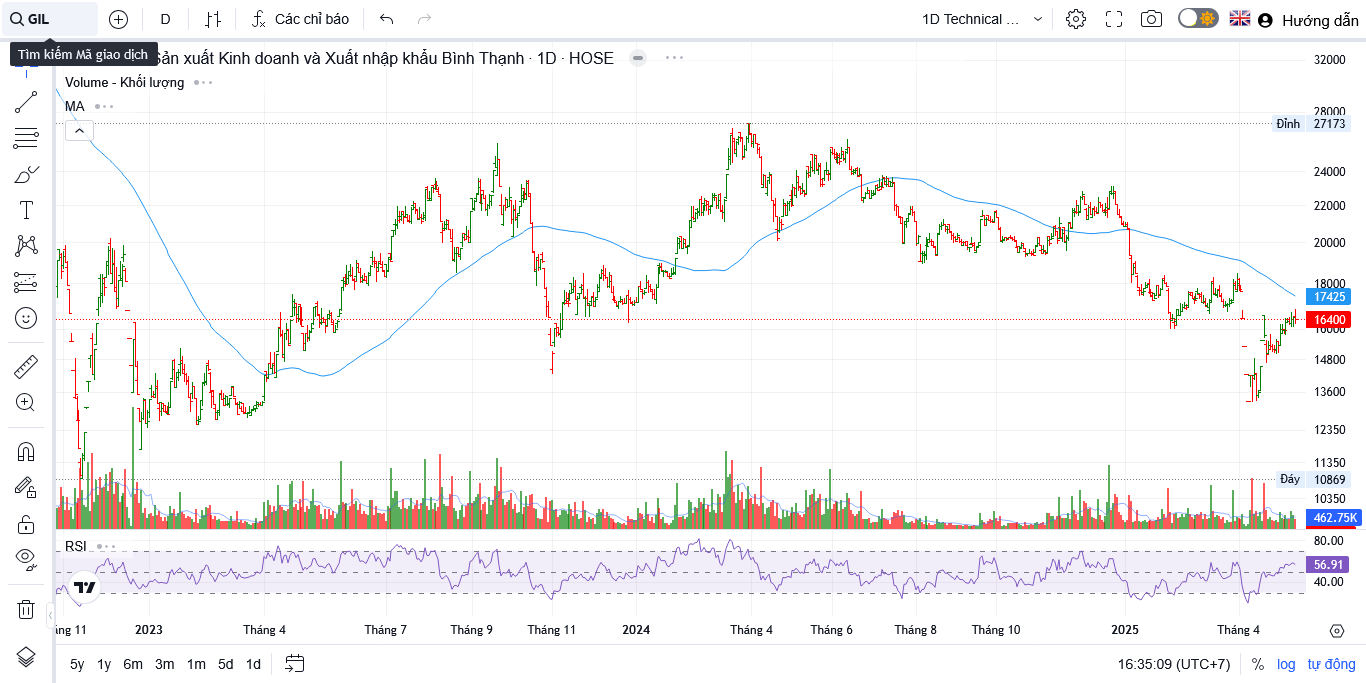 GIL
D
Các chỉ báo
1D Technical ...
Hướng dẫn
Tìm kiếm Mã giao dịch
Sản xuất Kinh doanh và Xuất nhập khẩu Bình Thạnh · 1D · HOSE
Volume - Khối lượng
MA
32000
28000
Đỉnh 27173
24000
22000
20000
18000
17425
16400
16000
14800
13600
12350
11350
Đáy 10869
10350
462.75K
RSI
80.00
56.91
40.00
ng 11 2023 Tháng 4 Tháng 7 Tháng 9 Tháng 11 2024 Tháng 4 Tháng 6 Tháng 8 Tháng 10 2025 Tháng 4
5y 1y 6m 3m 1m 5d 1d
16:35:09 (UTC+7) % log tự động